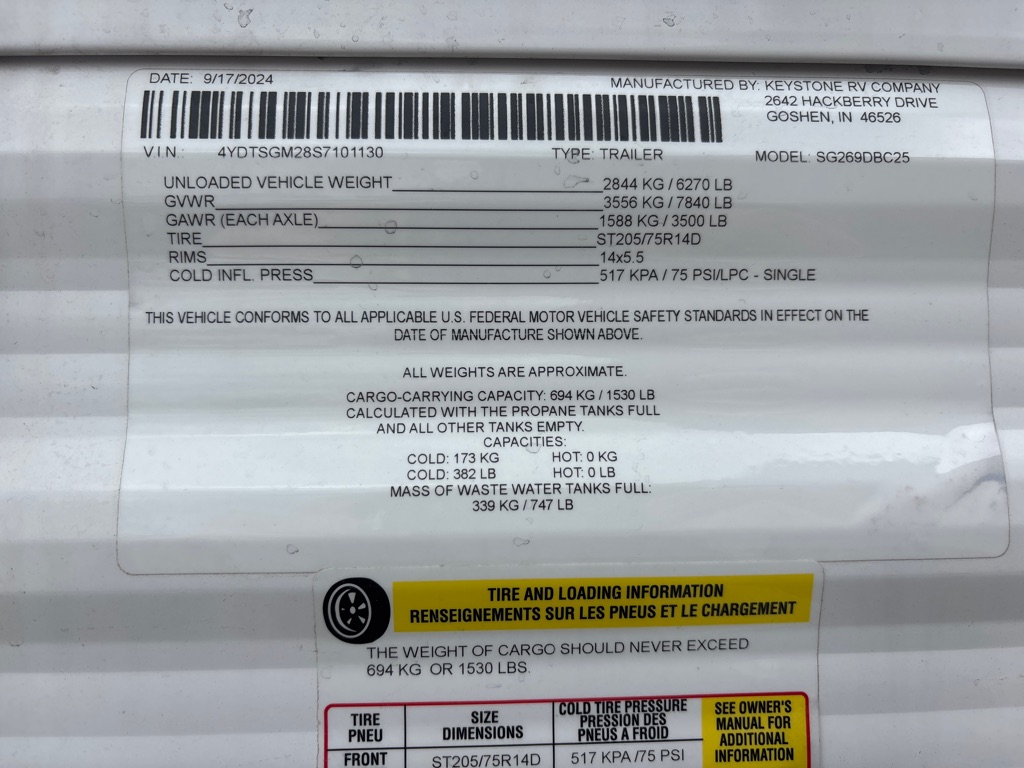 DATE: 9/17/2024
MANUFACTURED BY: KEYSTONE RV COMPANY
2642 HACKBERRY DRIVE
GOSHEN, IN 46526
V I N.: 4YDTSGM28S7101130 TYPE: TRAILER MODEL: SG269DBC25
UNLOADED VEHICLE WEIGHT 2844 KG / 6270 LB
GVWR 3556 KG / 7840 LB
GAWR (EACH AXLE) 1588 KG / 3500 LB
TIRE ST205/75R14D
RIMS 14x5.5
COLD INFL. PRESS 517 KPA / 75 PSI/LPC - SINGLE
THIS VEHICLE CONFORMS TO ALL APPLICABLE U.S. FEDERAL MOTOR VEHICLE SAFETY STANDARDS IN EFFECT ON THE
DATE OF MANUFACTURE SHOWN ABOVE.
ALL WEIGHTS ARE APPROXIMATE.
CARGO-CARRYING CAPACITY: 694 KG / 1530 LB
CALCULATED WITH THE PROPANE TANKS FULL
AND ALL OTHER TANKS EMPTY.
CAPACITIES:
COLD: 173 KG HOT: 0 KG
COLD: 382 LB HOT: 0 LB
MASS OF WASTE WATER TANKS FULL:
339 KG / 747 LB
TIRE AND LOADING INFORMATION
RENSEIGNEMENTS SUR LES PNEUS ET LE CHARGEMENT
THE WEIGHT OF CARGO SHOULD NEVER EXCEED
694 KG OR 1530 LBS.
TIRE
PNEU
SIZE
DIMENSIONS
COLD TIRE PRESSURE
PRESSION DES
PNEUS A FROID
SEE OWNER'S
MANUAL FOR
ADDITIONAL
INFORMATION
FRONT ST205/75R14D 517 KPA /75 PSI